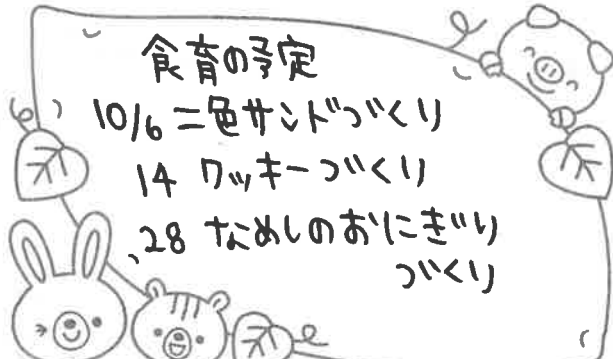 食育の予定
10/6 二色サンドづくり
14 クッキーづくり
28 なめしのおにぎり
づくり